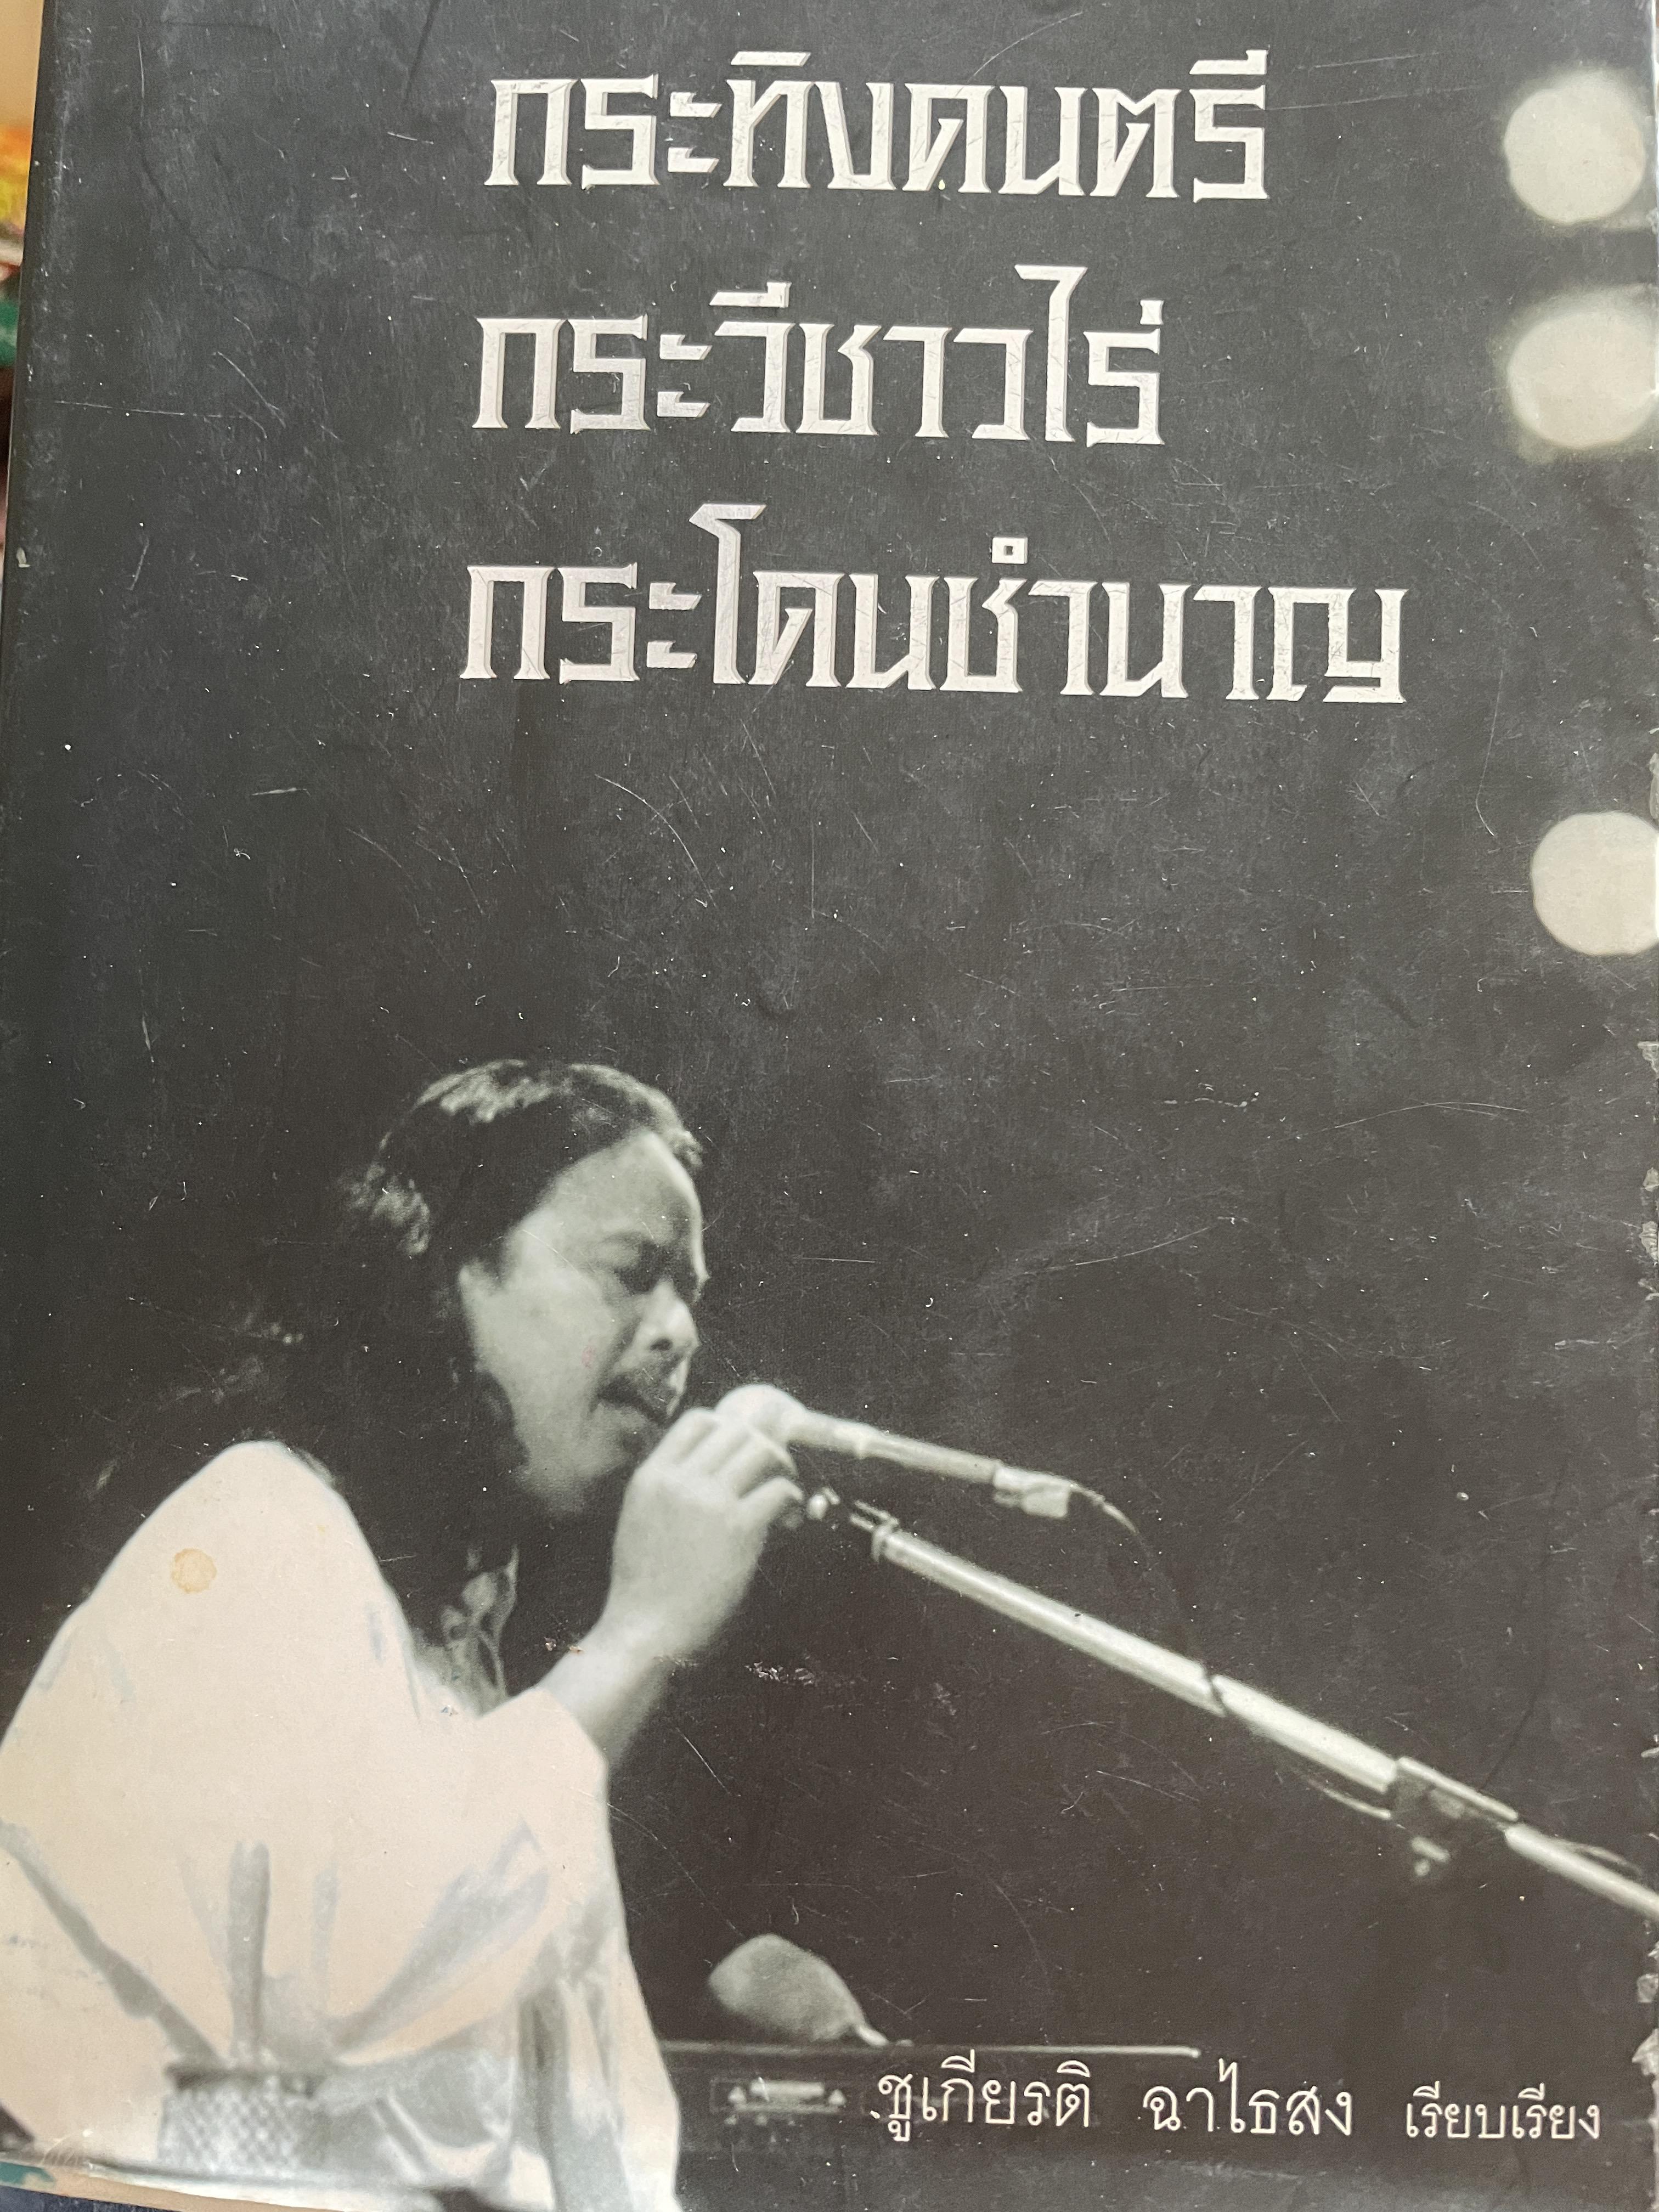 กระทิงดนตรี
กระวีชาวไร่
กระโดนชำนาญ
ชูเกียรติ ฉาไธสง เรียบเรียง